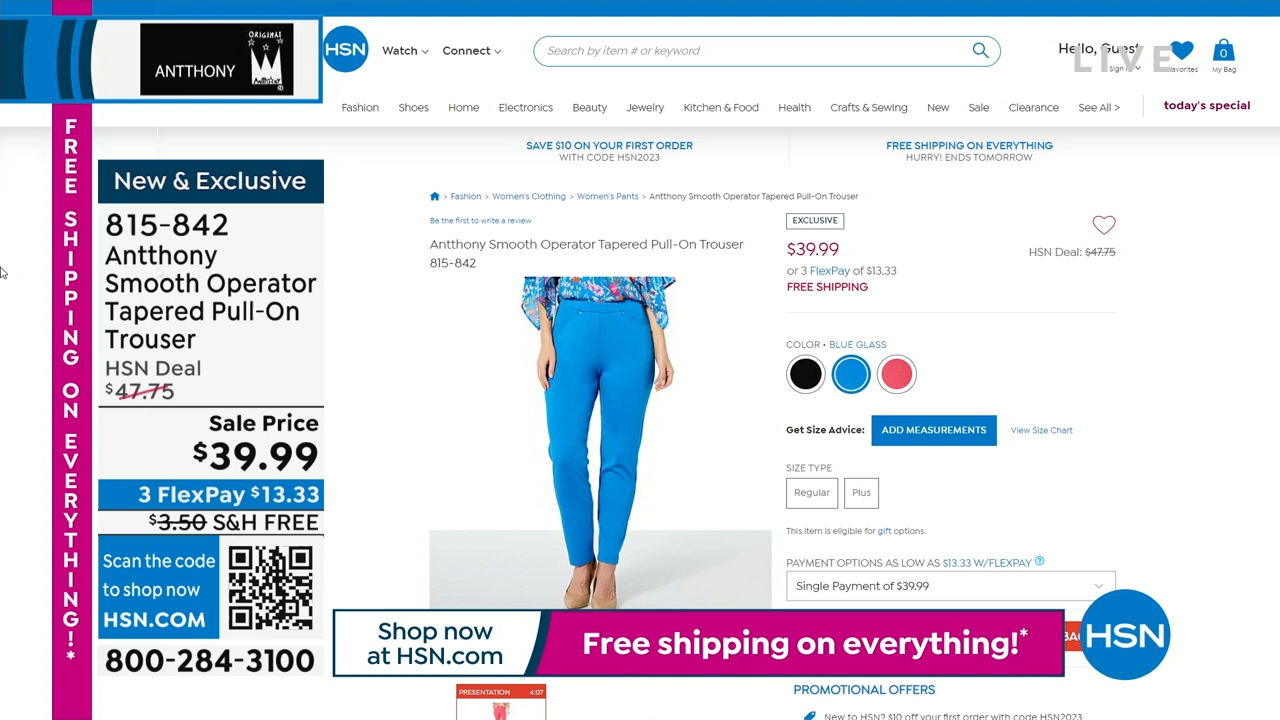 ORIGINAL
ANTTHONY
FREE SHIPPING ON EVERYTHING!*
New & Exclusive
815-842
Antthony
Smooth Operator
Tapered Pull-On
Trouser
HSN Deal
$47.75
Sale Price
$39.99
3 FlexPay $13.33
$3.50 S&H FREE
Scan the code
to shop now
HSN.COM
800-284-3100
HSN
Watch
Connect
Search by item # or keyword
Hello, Guest
Sign In
LIVE
Favorites
0
My Bag
Fashion Shoes Home Electronics Beauty Jewelry Kitchen & Food Health Crafts & Sewing New Sale Clearance See All > today's special
SAVE $10 ON YOUR FIRST ORDER
WITH CODE HSN2023
FREE SHIPPING ON EVERYTHING
HURRY! ENDS TOMORROW
> Fashion > Women's Clothing > Women's Pants > Antthony Smooth Operator Tapered Pull-On Trouser
Be the first to write a review
Antthony Smooth Operator Tapered Pull-On Trouser
815-842
EXCLUSIVE
$39.99
HSN Deal: $47.75
or 3 FlexPay of $13.33
FREE SHIPPING
COLOR • BLUE GLASS
Get Size Advice: ADD MEASUREMENTS View Size Chart
SIZE TYPE
Regular Plus
This item is eligible for gift options.
PAYMENT OPTIONS AS LOW AS $13.33 W/FLEXPAY ?
Single Payment of $39.99
Shop now
at HSN.com
Free shipping on everything!*
HSN
PRESENTATION 4:07
PROMOTIONAL OFFERS
New to HSN? $10 off your first order with code HSN2023